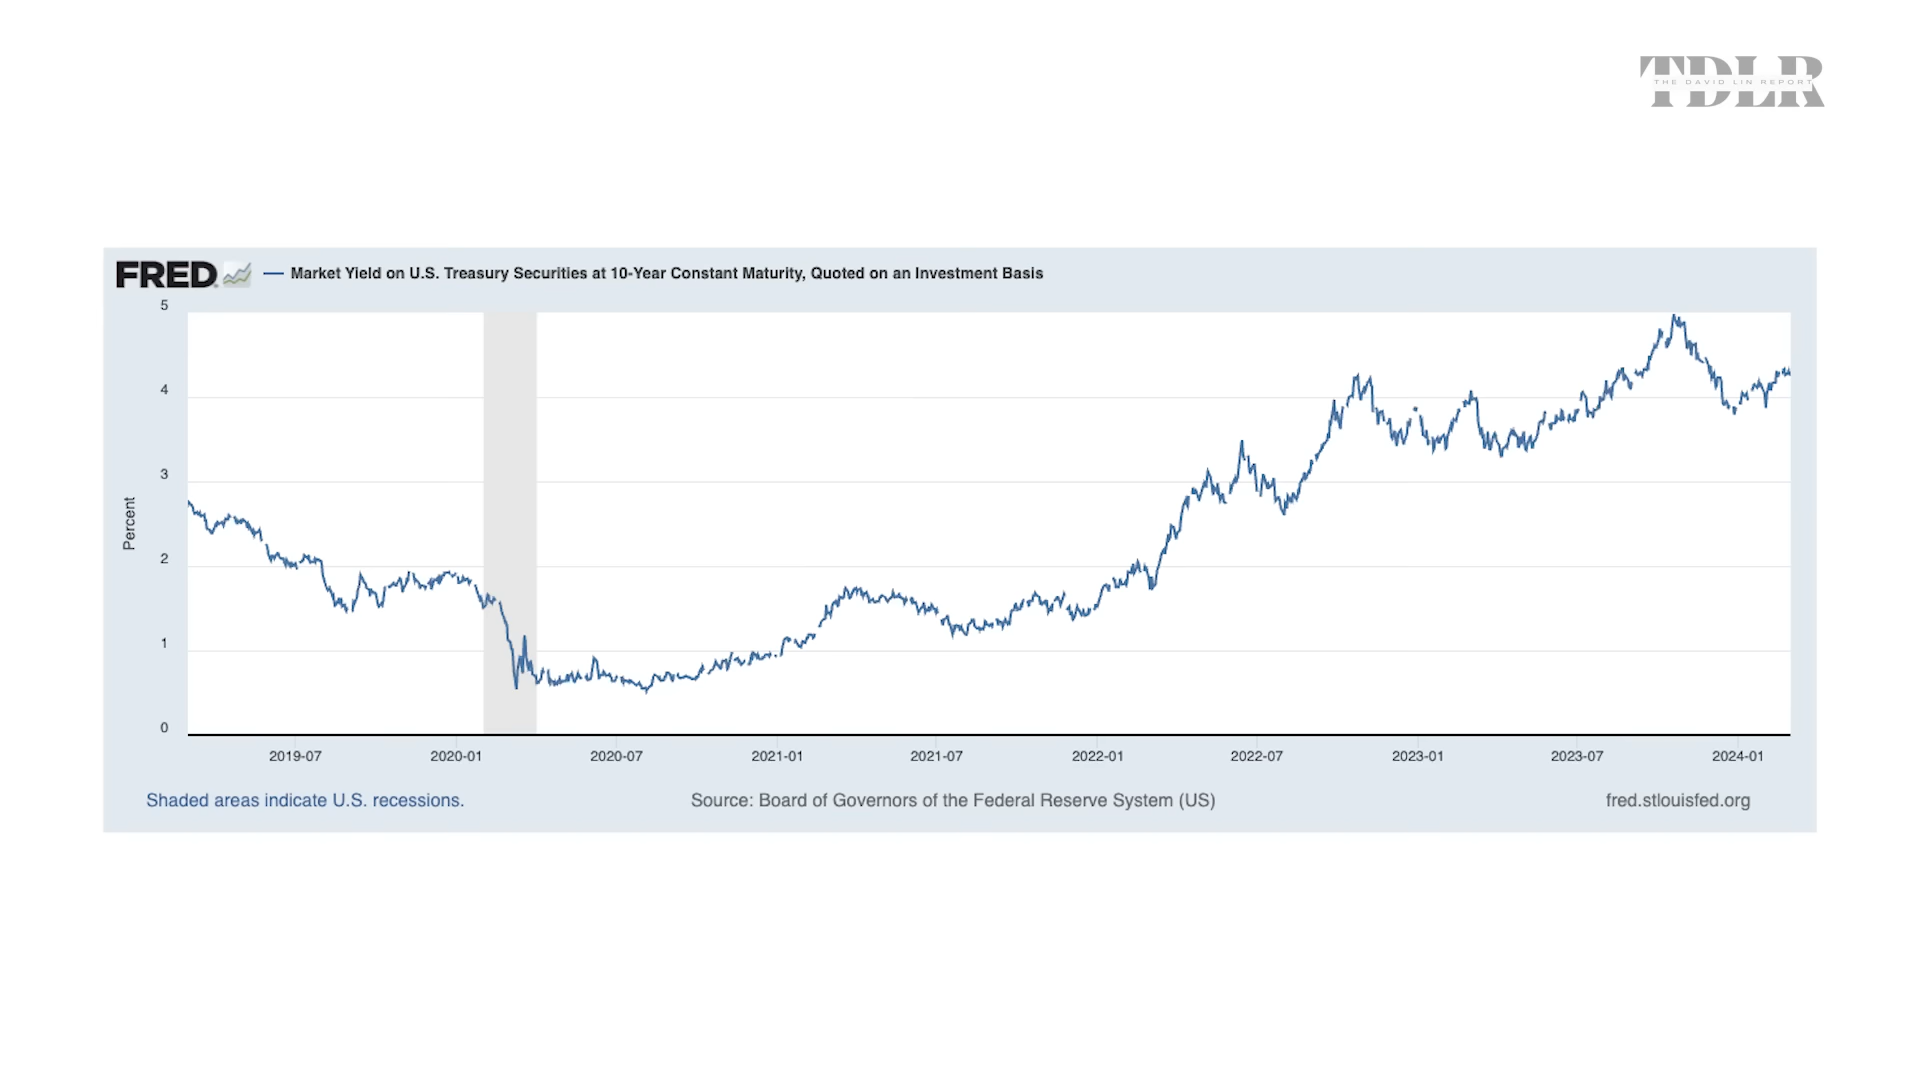 TDLR
THE DAVID LIN REPORT
FRED
Market Yield on U.S. Treasury Securities at 10-Year Constant Maturity, Quoted on an Investment Basis
5
4
3
2
1
0
Percent
2019-07 2020-01 2020-07 2021-01 2021-07 2022-01 2022-07 2023-01 2023-07 2024-01
Shaded areas indicate U.S. recessions.
Source: Board of Governors of the Federal Reserve System (US)
fred.stlouisfed.org